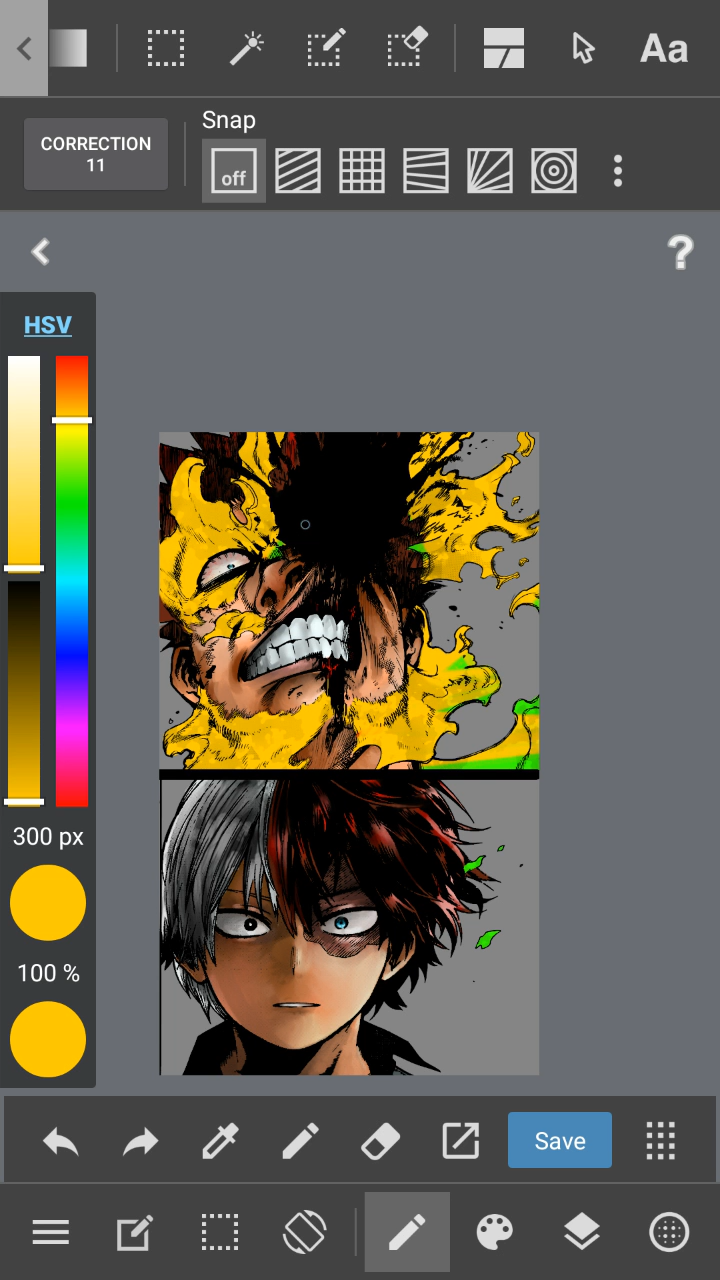 Aa
CORRECTION
11
Snap
off
?
HSV
300 px
100 %
Save